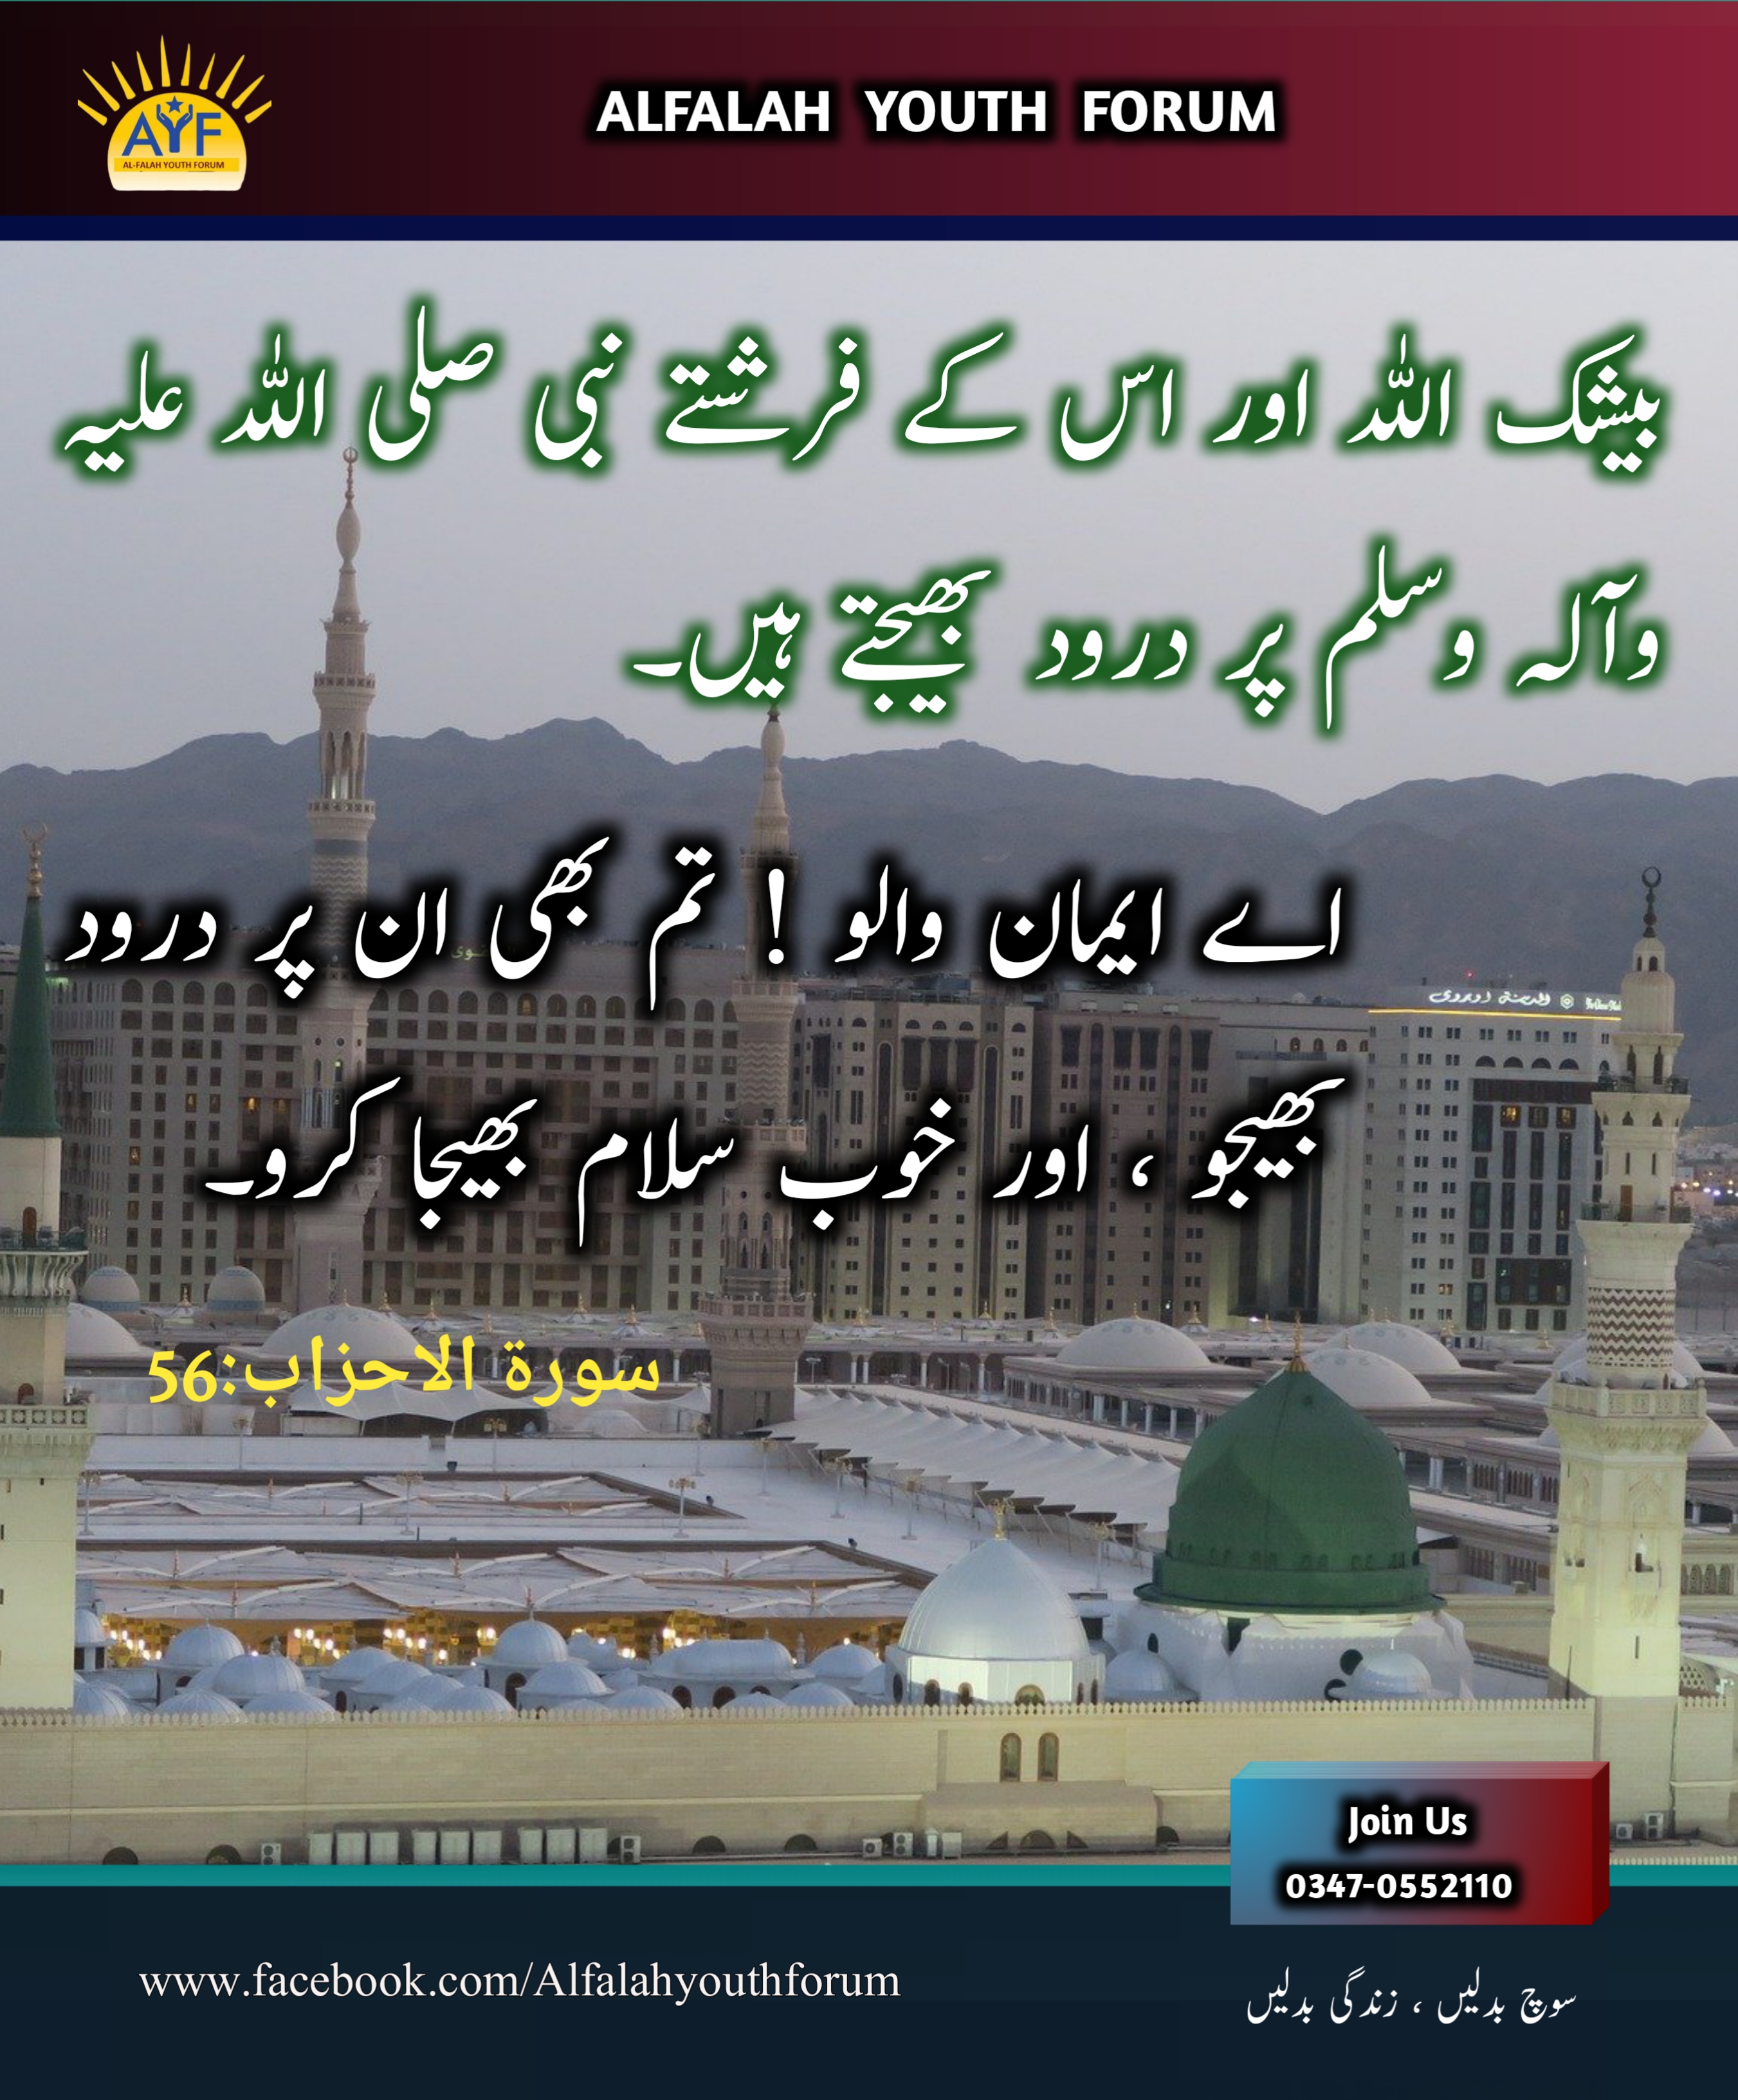 AYF
AL-FALAH YOUTH FORUM
ALFALAH YOUTH FORUM
بیشک اللہ اور اس کے فرشتے نبی صلی اللہ علیہ
وآلہ وسلم پر درود بھیجتے ہیں۔
اے ایمان والو ! تم بھی ان پر درود
بھیجو ، اور خوب سلام بھیجا کرو۔
سورة الاحزاب:56
Join Us
0347-0552110
www.facebook.com/Alfalahyouthforum
سوچ بدلیں ، زندگی بدلیں